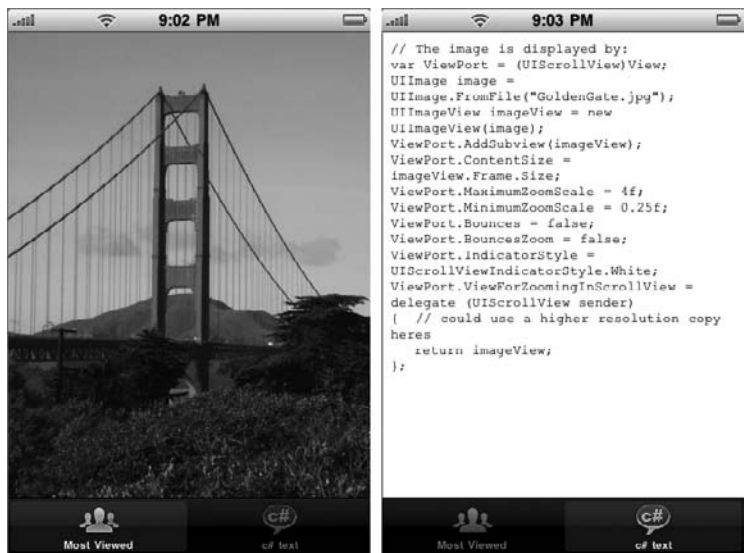 9:02 PM
Most Viewed
c#
c# text
9:03 PM
// The image is displayed by:
var ViewPort = (UIScrollView)View;
UIImage image =
UIImage.FromFile("GoldenGate.jpg");
UIImageView imageView = new
UIImageView(image);
ViewPort.AddSubview(imageView);
ViewPort.ContentSize =
imageView.Frame.Size;
ViewPort.MaximumZoomScale = 4f;
ViewPort.MinimumZoomScale = 0.25f;
ViewPort.Bounces = false;
ViewPort.BouncesZoom = false;
ViewPort.IndicatorStyle =
UIScrollViewIndicatorStyle.White;
ViewPort.ViewForZoomingInScrollView =
delegate (UIScrollView sender)
{  // could use a higher resolution copy
heres
   return imageView;
};
Most Viewed
c#
c# text